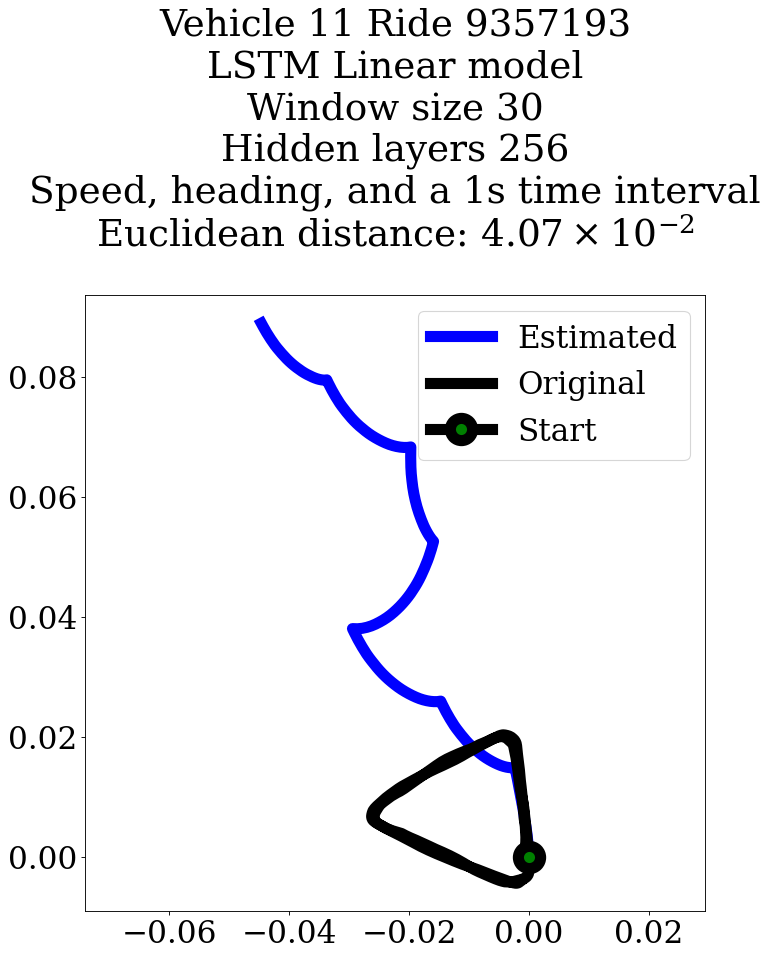 Vehicle 11 Ride 9357193
LSTM Linear model
Window size 30
Hidden layers 256
Speed, heading, and a 1s time interval
Euclidean distance: 4.07 × 10⁻²
Estimated
Original
Start
0.08
0.06
0.04
0.02
0.00
−0.06 −0.04 −0.02 0.00 0.02